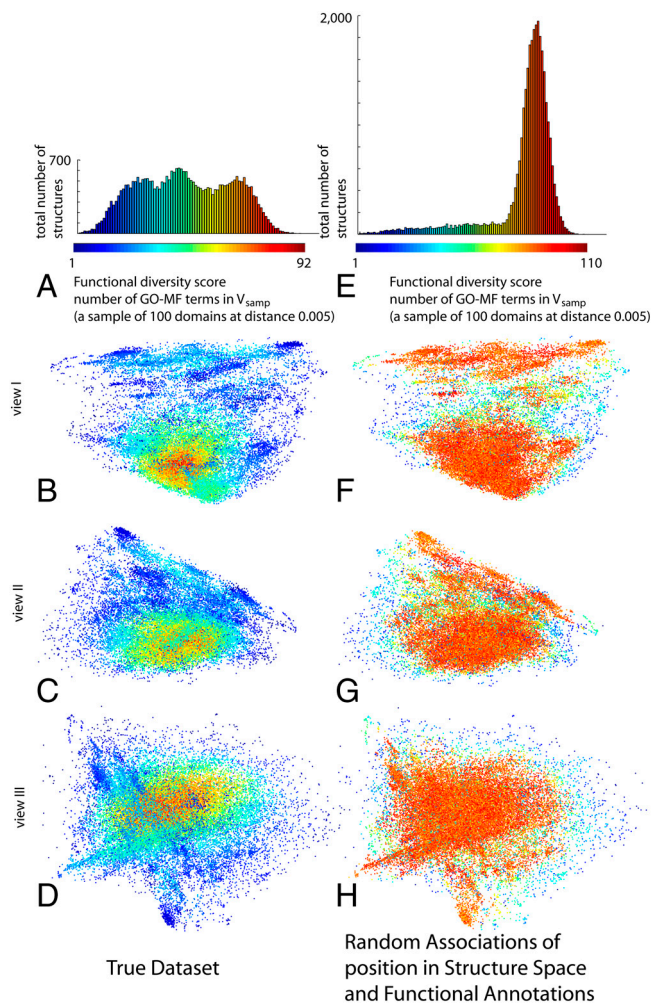 2,000
total number of
structures
700
total number of
structures
1
92
1
110
A
Functional diversity score
number of GO-MF terms in Vsamp
(a sample of 100 domains at distance 0.005)
E
Functional diversity score
number of GO-MF terms in Vsamp
(a sample of 100 domains at distance 0.005)
view I
B
F
view II
C
G
view III
D
H
True Dataset
Random Associations of
position in Structure Space
and Functional Annotations